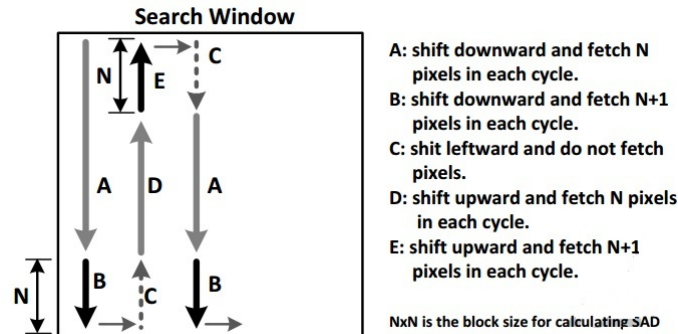 Search Window
N
E
C
A
D
A
N
B
C
B
A: shift downward and fetch N
pixels in each cycle.
B: shift downward and fetch N+1
pixels in each cycle.
C: shit leftward and do not fetch
pixels.
D: shift upward and fetch N pixels
in each cycle.
E: shift upward and fetch N+1
pixels in each cycle.
NxN is the block size for calculating SAD